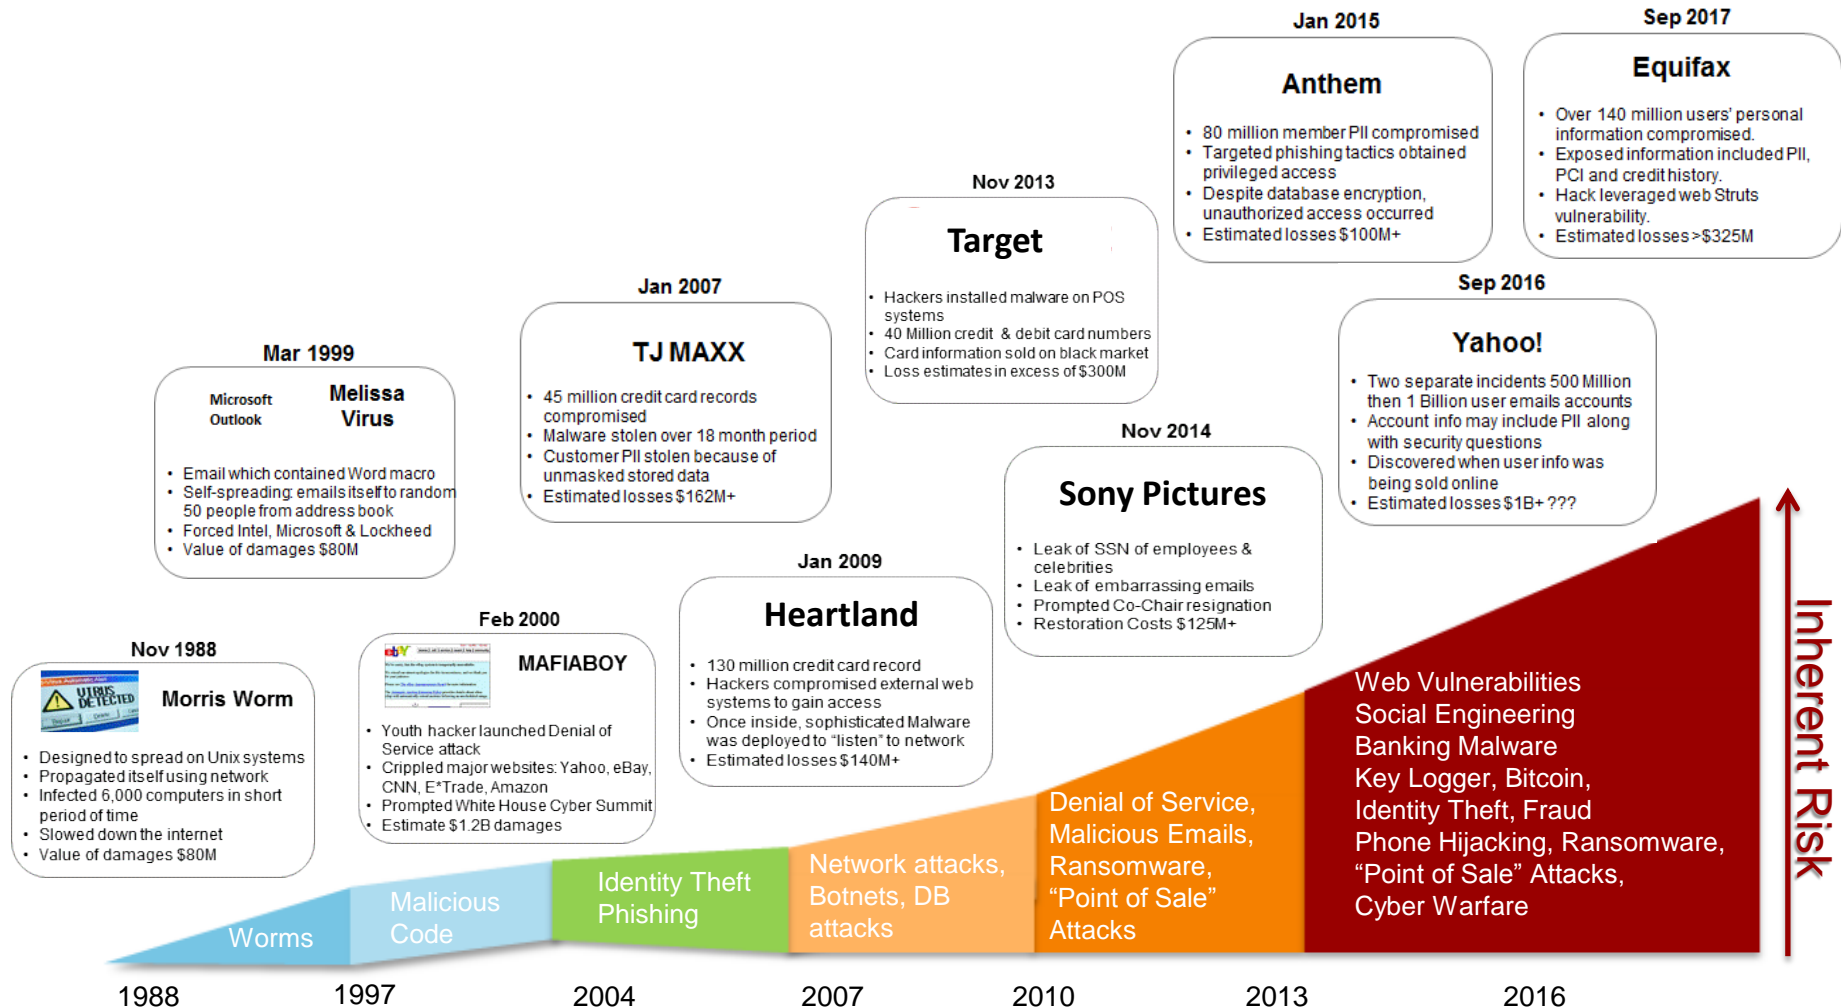 Nov 1988
VIRUS
DETECTED
Morris Worm
• Designed to spread on Unix systems
• Propagated itself using network
• Infected 6,000 computers in short
period of time
• Slowed down the internet
• Value of damages $80M
Mar 1999
Microsoft
Outlook
Melissa
Virus
• Email which contained Word macro
• Self-spreading: emails itself to random
50 people from address book
• Forced Intel, Microsoft & Lockheed
• Value of damages $80M
Feb 2000
ebY
MAFIABOY
• Youth hacker launched Denial of
Service attack
• Crippled major websites: Yahoo, eBay,
CNN, E*Trade, Amazon
• Prompted White House Cyber Summit
• Estimate $1.2B damages
Jan 2007
TJ MAXX
• 45 million credit card records
compromised
• Malware stolen over 18 month period
• Customer PII stolen because of
unmasked stored data
• Estimated losses $162M+
Jan 2009
Heartland
• 130 million credit card record
• Hackers compromised external web
systems to gain access
• Once inside, sophisticated Malware
was deployed to “listen” to network
• Estimated losses $140M+
Nov 2013
Target
• Hackers installed malware on POS
systems
• 40 Million credit & debit card numbers
• Card information sold on black market
• Loss estimates in excess of $300M
Nov 2014
Sony Pictures
• Leak of SSN of employees &
celebrities
• Leak of embarrassing emails
• Prompted Co-Chair resignation
• Restoration Costs $125M+
Jan 2015
Anthem
• 80 million member PII compromised
• Targeted phishing tactics obtained
privileged access
• Despite database encryption,
unauthorized access occurred
• Estimated losses $100M+
Sep 2016
Yahoo!
• Two separate incidents 500 Million
then 1 Billion user emails accounts
• Account info may include PII along
with security questions
• Discovered when user info was
being sold online
• Estimated losses $1B+ ???
Sep 2017
Equifax
• Over 140 million users’ personal
information compromised.
• Exposed information included PII,
PCI and credit history.
• Hack leveraged web Struts
vulnerability.
• Estimated losses >$325M
Worms
Malicious
Code
Identity Theft
Phishing
Network attacks,
Botnets, DB
attacks
Denial of Service,
Malicious Emails,
Ransomware,
“Point of Sale”
Attacks
Web Vulnerabilities
Social Engineering
Banking Malware
Key Logger, Bitcoin,
Identity Theft, Fraud
Phone Hijacking, Ransomware,
“Point of Sale” Attacks,
Cyber Warfare
Inherent Risk
1988
1997
2004
2007
2010
2013
2016